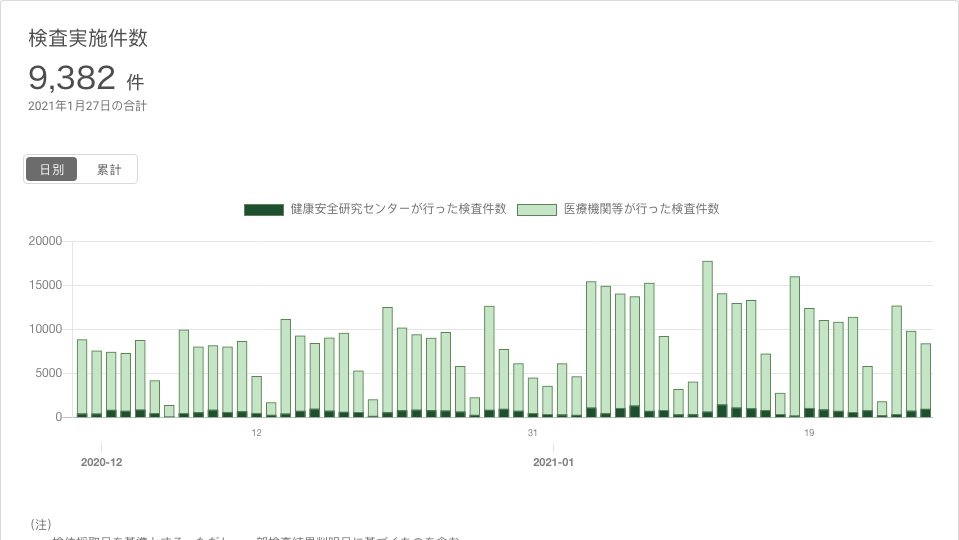 検査実施件数
9,382 件
2021年1月27日の合計
日別 累計
健康安全研究センターが行った検査件数 医療機関等が行った検査件数
20000
15000
10000
5000
0
12 31 19
2020-12 2021-01
（注）